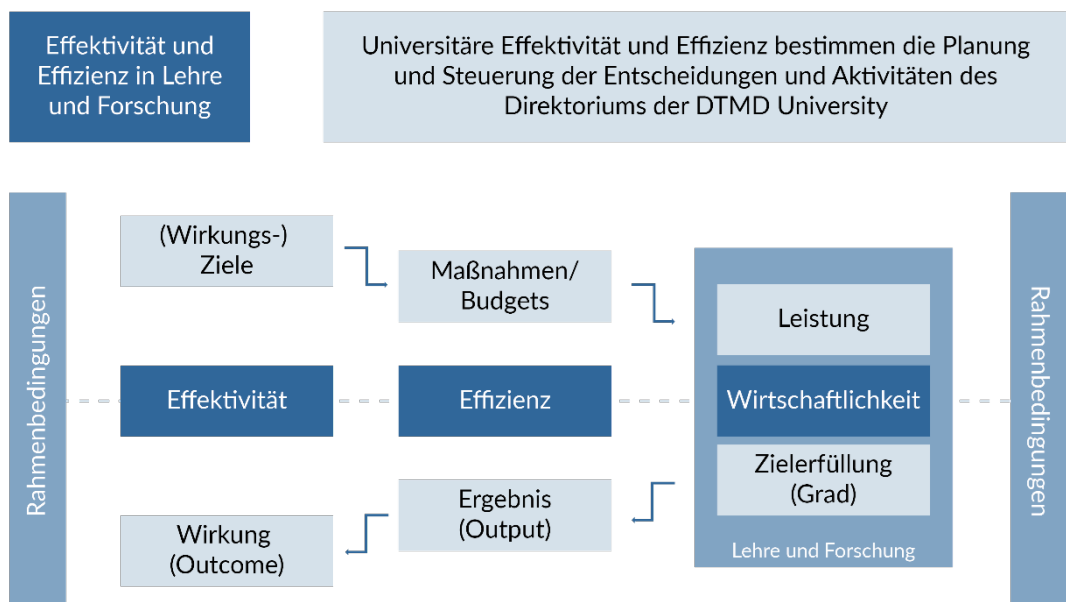 Effektivität und
Effizienz in Lehre
und Forschung
Universitäre Effektivität und Effizienz bestimmen die Planung
und Steuerung der Entscheidungen und Aktivitäten des
Direktoriums der DTMD University
Rahmenbedingungen
(Wirkungs-)
Ziele
Maßnahmen/
Budgets
Leistung
Effektivität
Effizienz
Wirtschaftlichkeit
Zielerfüllung
(Grad)
Ergebnis
(Output)
Wirkung
(Outcome)
Lehre und Forschung
Rahmenbedingungen